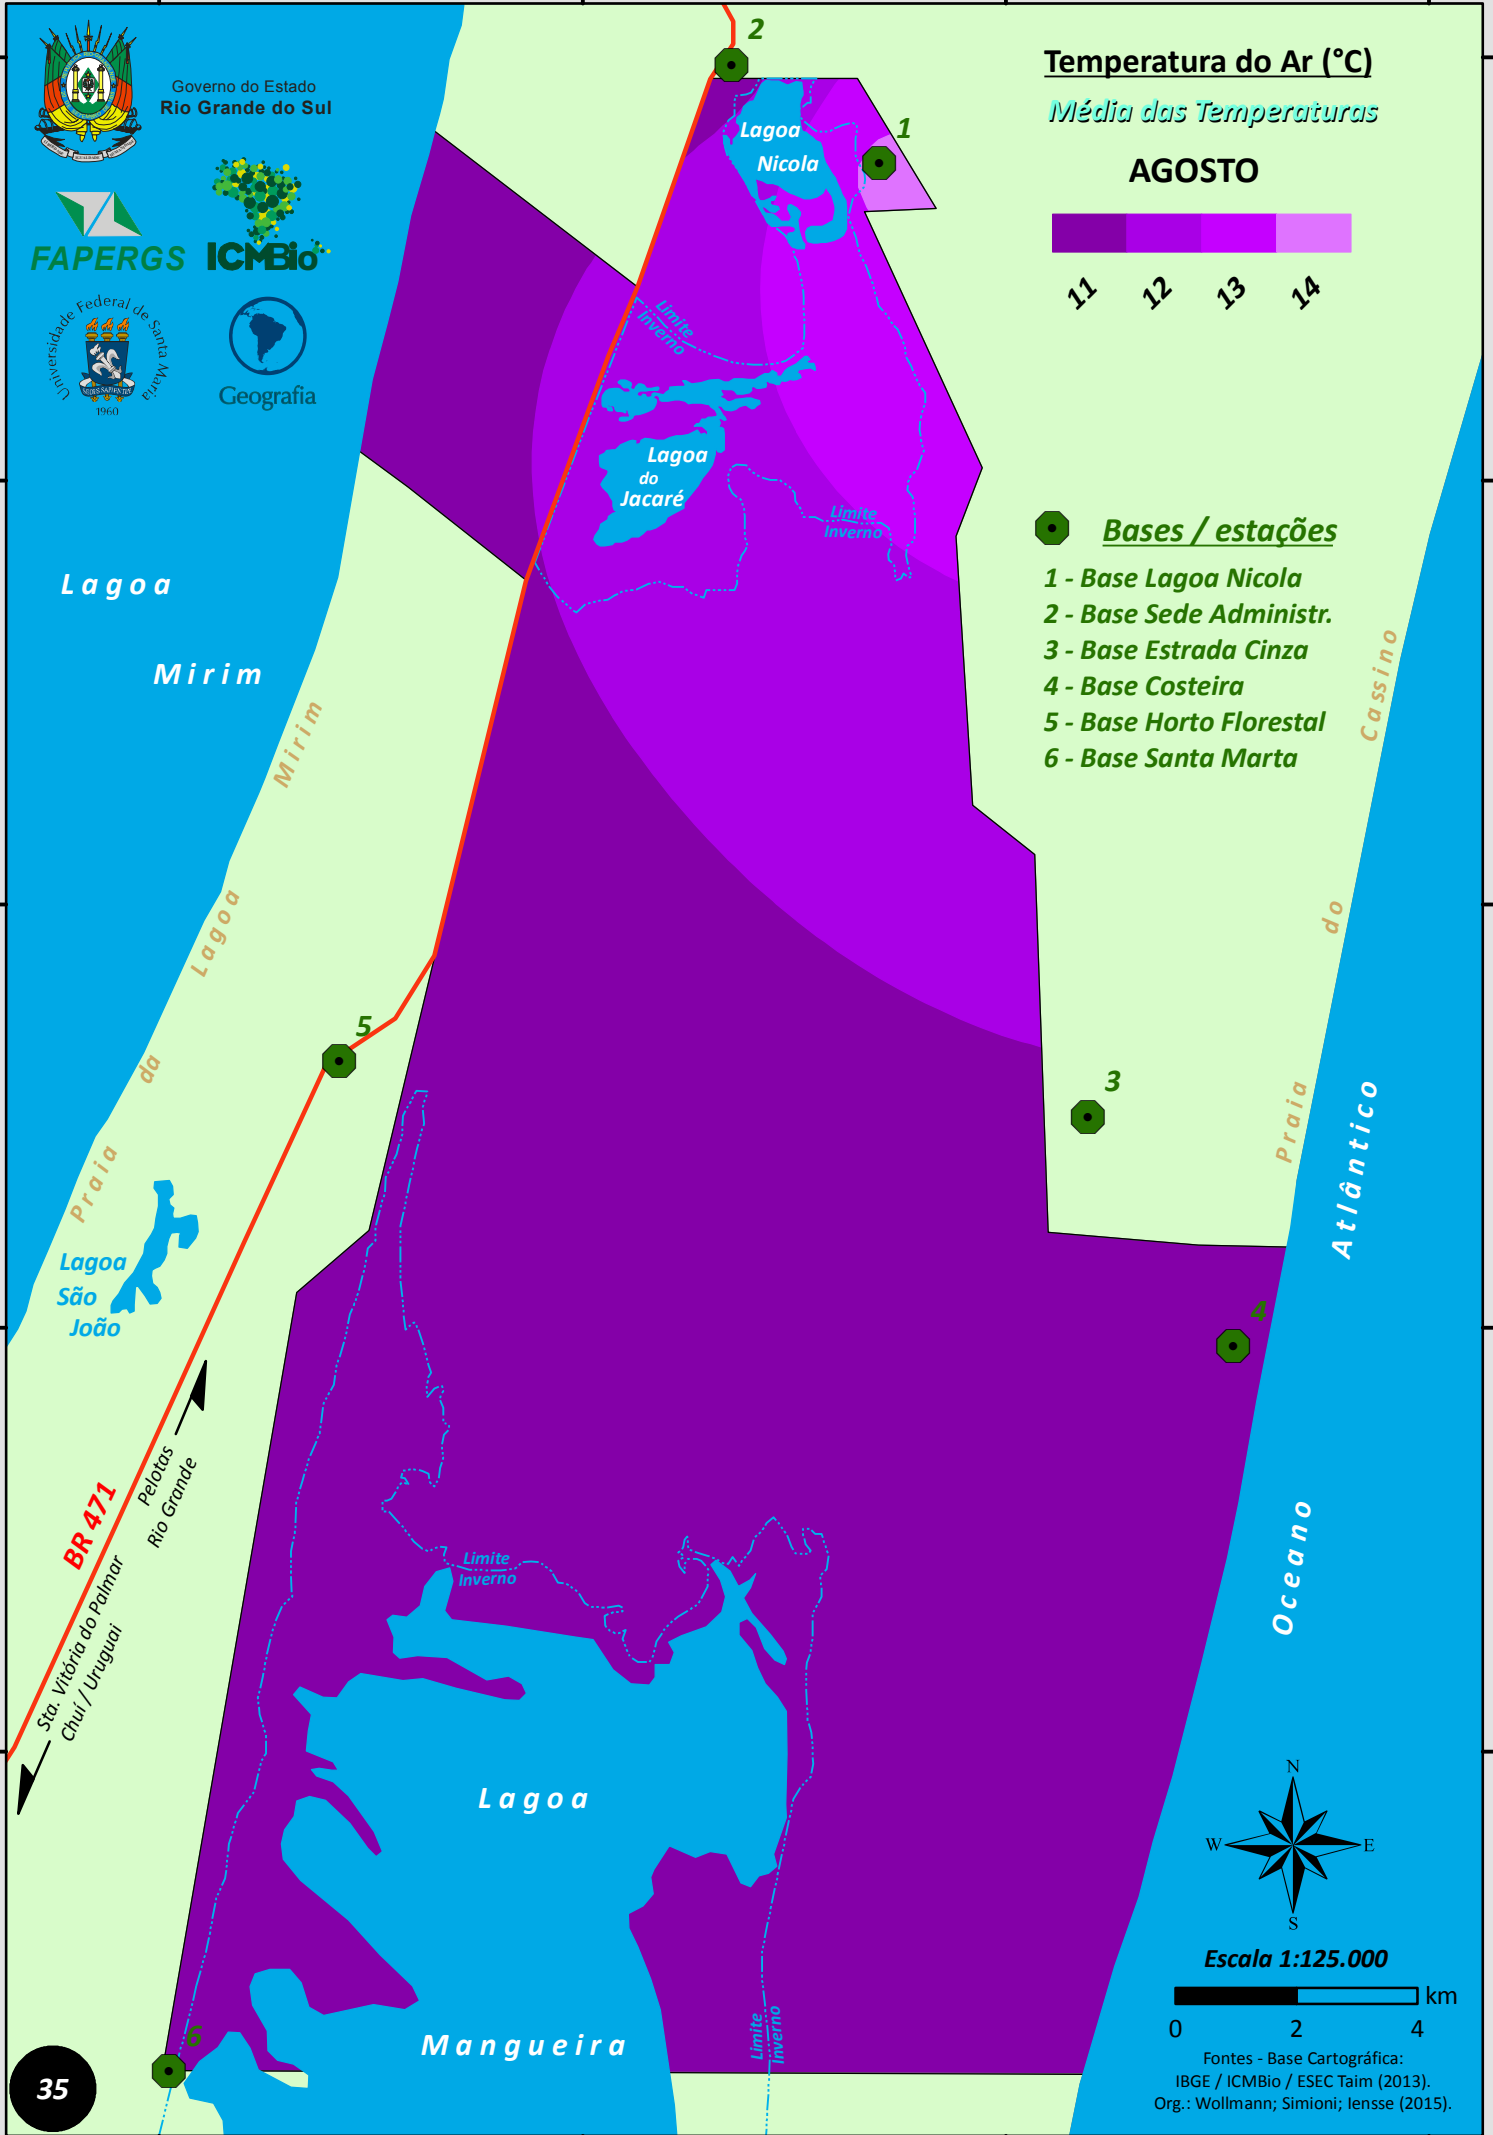 Governo do Estado
Rio Grande do Sul
FAPERGS
ICMBio
Universidade Federal de Santa Maria
SEDES SAPIENTIAE
1960
Geografia
Temperatura do Ar (°C)
Média das Temperaturas
AGOSTO
11 12 13 14
Bases / estações
1 - Base Lagoa Nicola
2 - Base Sede Administr.
3 - Base Estrada Cinza
4 - Base Costeira
5 - Base Horto Florestal
6 - Base Santa Marta
2
1
Lagoa
Nicola
Limite
Inverno
Lagoa
do
Jacaré
Limite
Inverno
Lagoa
Mirim
Praia da Lagoa Mirim
Praia do Cassino
5
3
4
Lagoa
São
João
Oceano Atlântico
BR 471
Pelotas
Rio Grande
Sta. Vitória do Palmar
Chuí / Uruguai
Limite
Inverno
Lagoa
Mangueira
Limite
Inverno
6
35
N
W
E
S
Escala 1:125.000
km
0 2 4
Fontes - Base Cartográfica:
IBGE / ICMBio / ESEC Taim (2013).
Org.: Wollmann; Simioni; Iensse (2015).